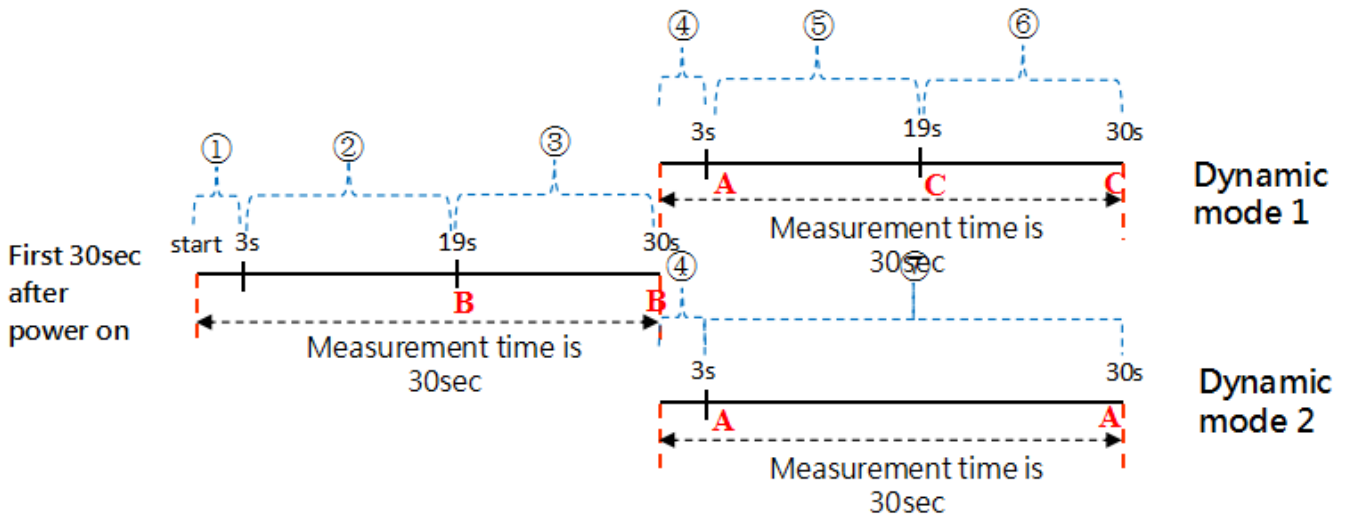 ④ ⑤ ⑥
3s 19s 30s
A C C
Measurement time is
30sec
Dynamic
mode 1
① ② ③
start 3s 19s 30s
B B
First 30sec
after
power on
Measurement time is
30sec
④ ⑦
3s 30s
A A
Measurement time is
30sec
Dynamic
mode 2